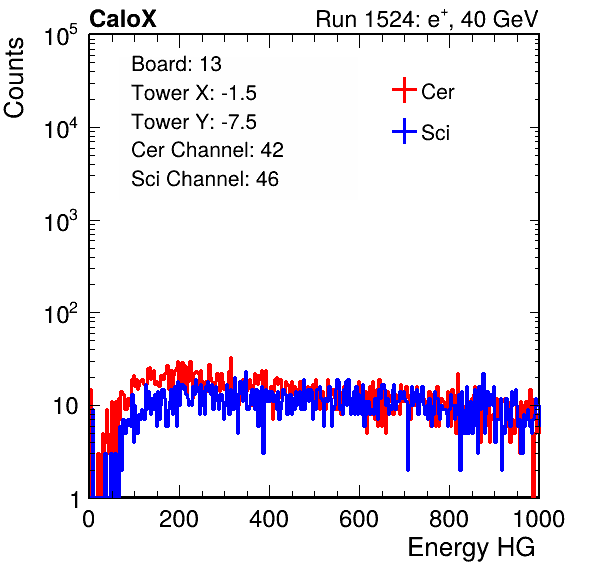 CaloX Run 1524: e⁺, 40 GeV
Board: 13
Tower X: -1.5
Tower Y: -7.5
Cer Channel: 42
Sci Channel: 46
Cer
Sci
Counts
10⁵
10⁴
10³
10²
10
1
0 200 400 600 800 1000
Energy HG